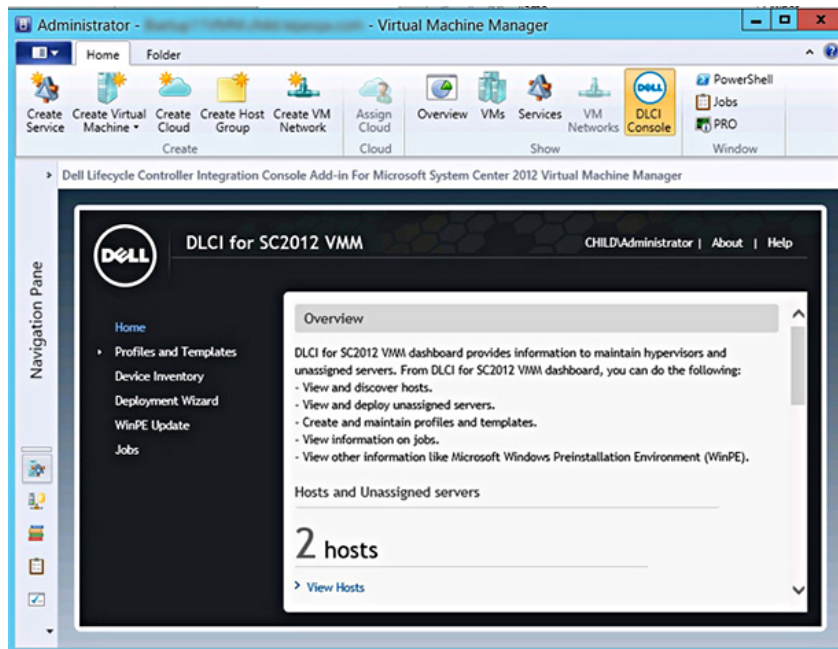 Administrator - - Virtual Machine Manager
Home Folder
Create Service
Create Virtual Machine
Create Cloud
Create Host Group
Create VM Network
Assign Cloud
Overview
VMs
Services
VM Networks
DELL
DLCI Console
PowerShell
Jobs
PRO
Create Cloud Show Window
Dell Lifecycle Controller Integration Console Add-in For Microsoft System Center 2012 Virtual Machine Manager
Navigation Pane
DELL
DLCI for SC2012 VMM
CHILD\Administrator | About | Help
Home
Profiles and Templates
Device Inventory
Deployment Wizard
WinPE Update
Jobs
Overview
DLCI for SC2012 VMM dashboard provides information to maintain hypervisors and
unassigned servers. From DLCI for SC2012 VMM dashboard, you can do the following:
- View and discover hosts.
- View and deploy unassigned servers.
- Create and maintain profiles and templates.
- View information on jobs.
- View other information like Microsoft Windows Preinstallation Environment (WinPE).
Hosts and Unassigned servers
2 hosts
View Hosts